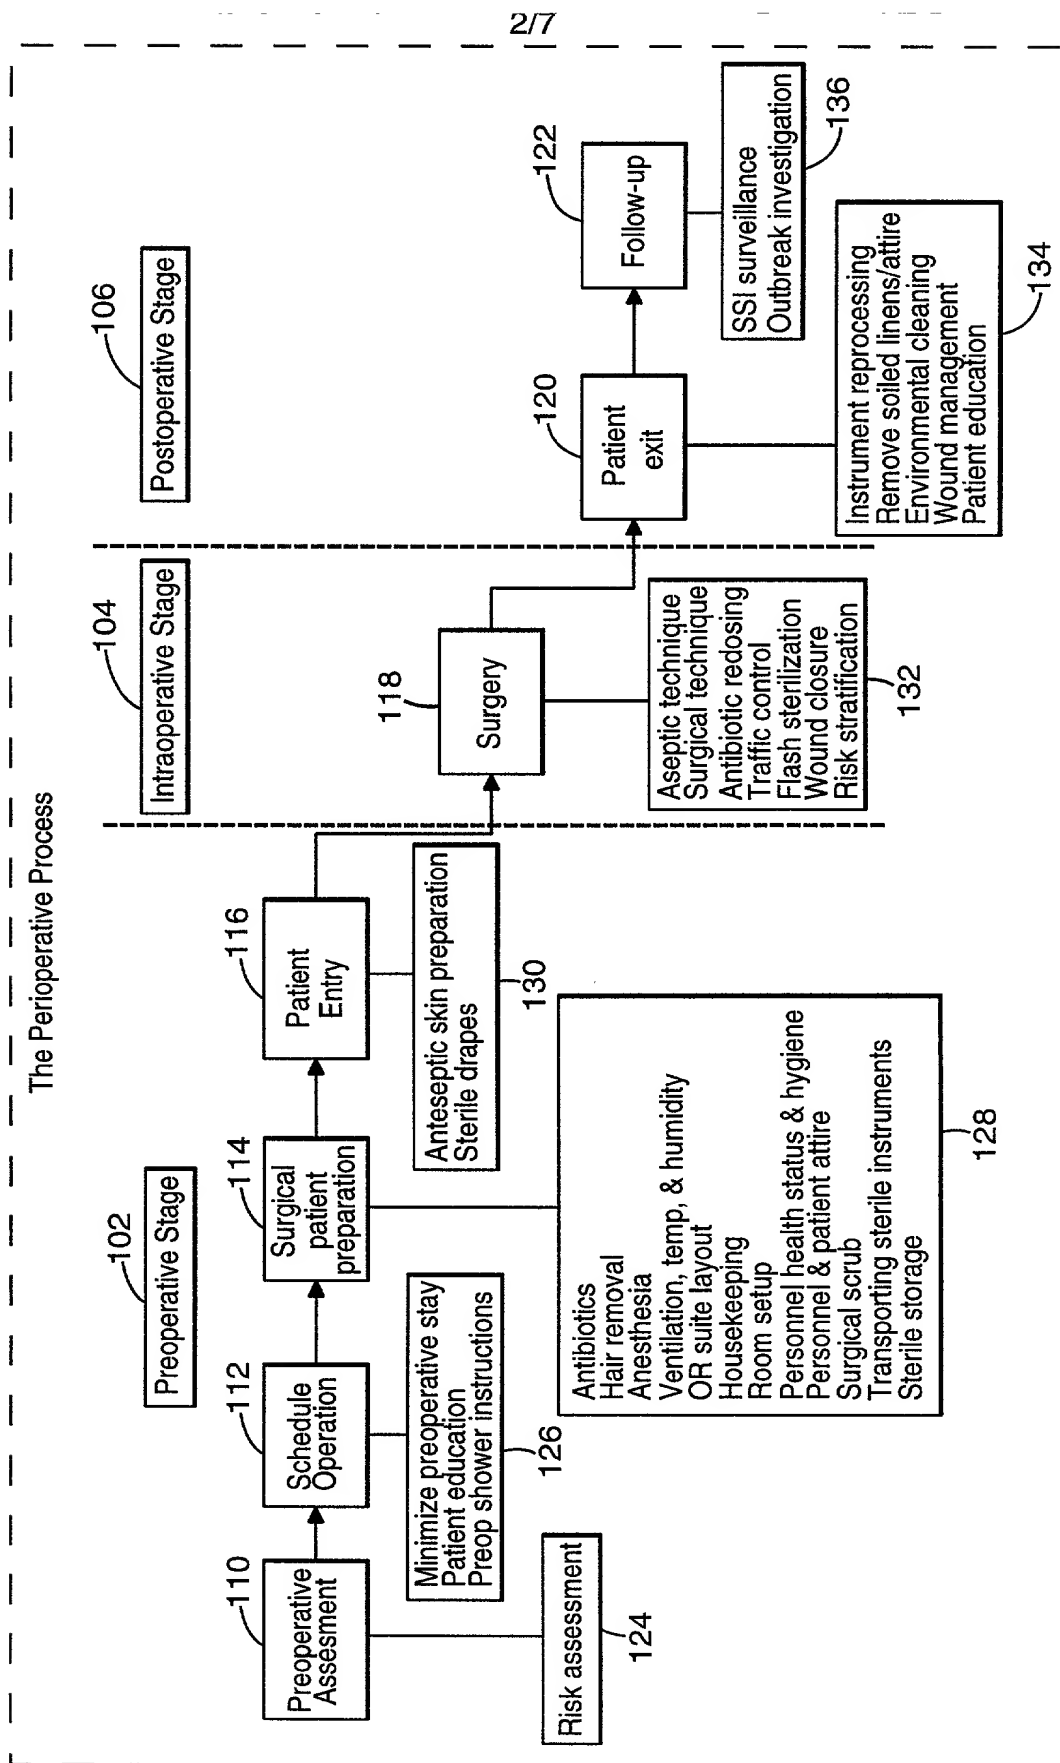 2/7
The Perioperative Process
102
Preoperative Stage
104
Intraoperative Stage
106
Postoperative Stage
110
Preoperative
Assesment
112
Schedule
Operation
114
Surgical
patient
preparation
116
Patient
Entry
118
Surgery
120
Patient
exit
122
Follow-up
Risk assessment
124
Minimize preoperative stay
Patient education
Preop shower instructions
126
Antibiotics
Hair removal
Anesthesia
Ventilation, temp, & humidity
OR suite layout
Housekeeping
Room setup
Personnel health status & hygiene
Personnel & patient attire
Surgical scrub
Transporting sterile instruments
Sterile storage
128
Anteseptic skin preparation
Sterile drapes
130
Aseptic technique
Surgical technique
Antibiotic redosing
Traffic control
Flash sterilization
Wound closure
Risk stratification
132
Instrument reprocessing
Remove soiled linens/attire
Environmental cleaning
Wound management
Patient education
134
SSI surveillance
Outbreak investigation
136